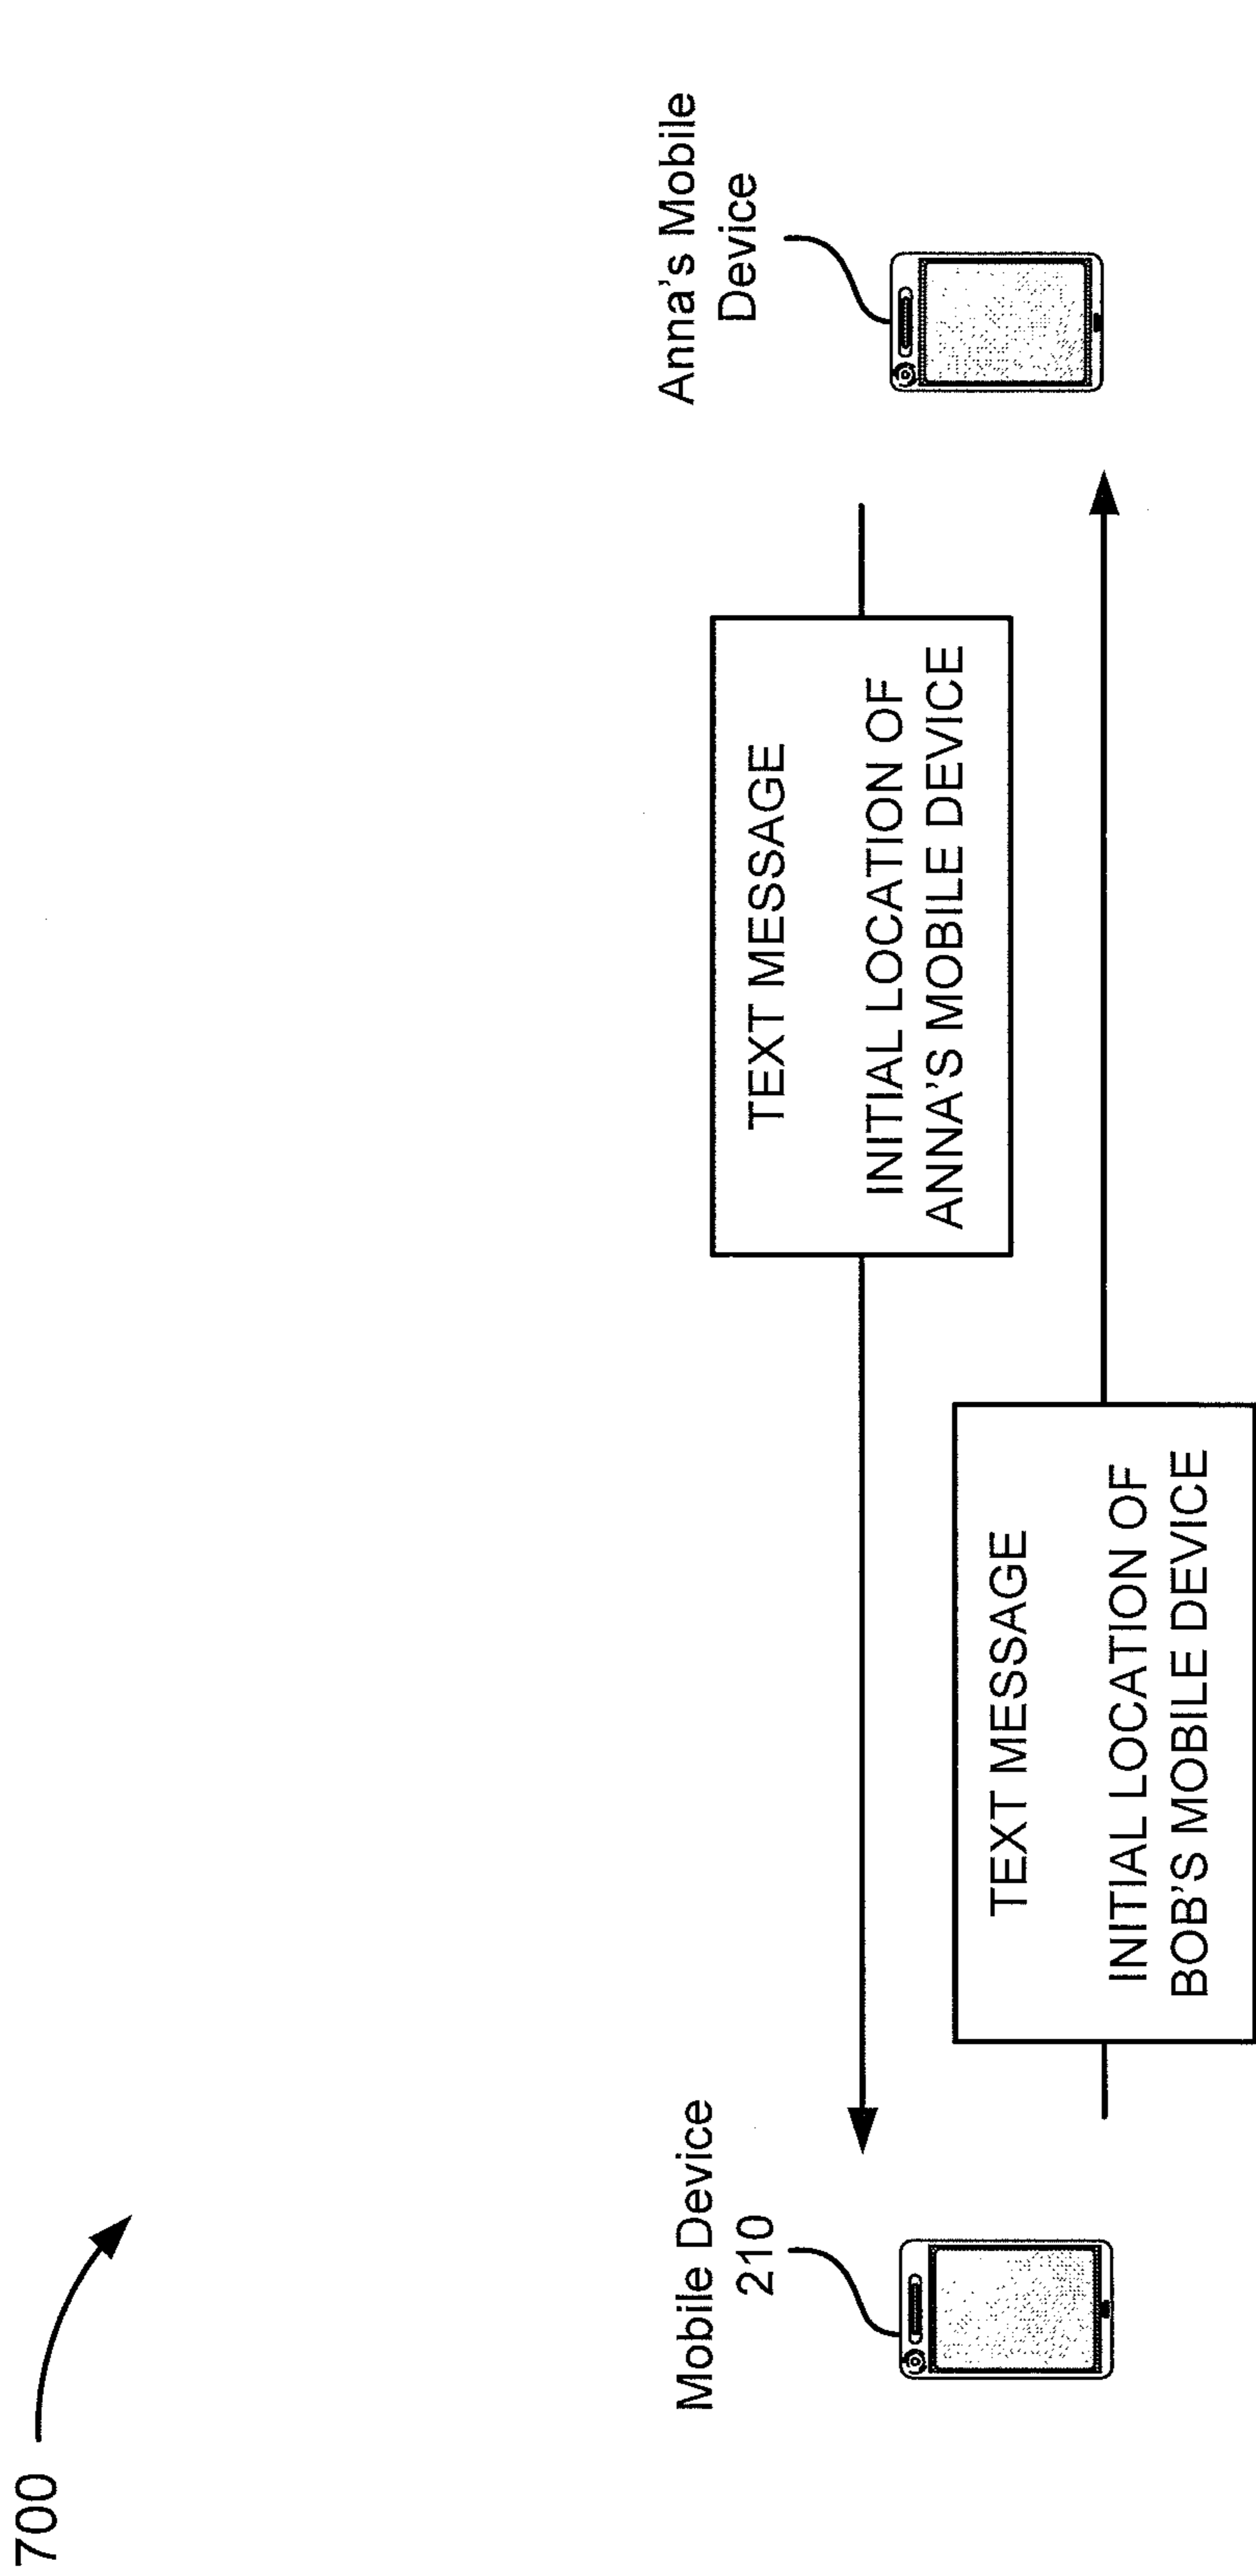 700
Mobile Device
210
Anna's Mobile
Device
TEXT MESSAGE
INITIAL LOCATION OF
ANNA'S MOBILE DEVICE
TEXT MESSAGE
INITIAL LOCATION OF
BOB'S MOBILE DEVICE